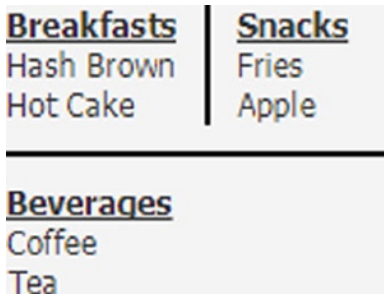 Breakfasts
Hash Brown
Hot Cake
Snacks
Fries
Apple
Beverages
Coffee
Tea